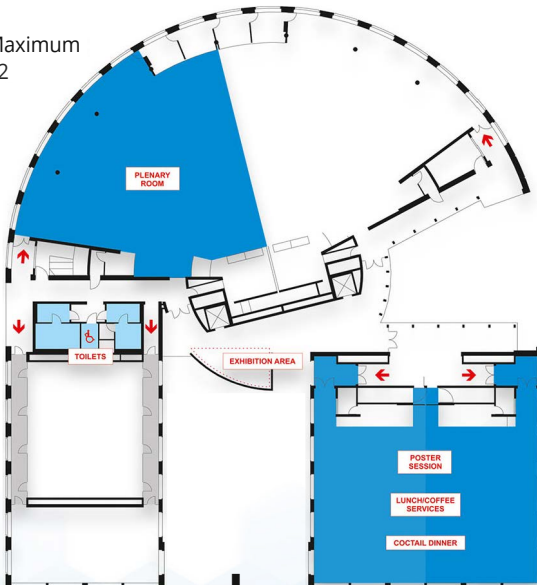 Maximum
2
PLENARY
ROOM
TOILETS
EXHIBITION AREA
POSTER
SESSION
LUNCH/COFFEE
SERVICES
COCTAIL DINNER